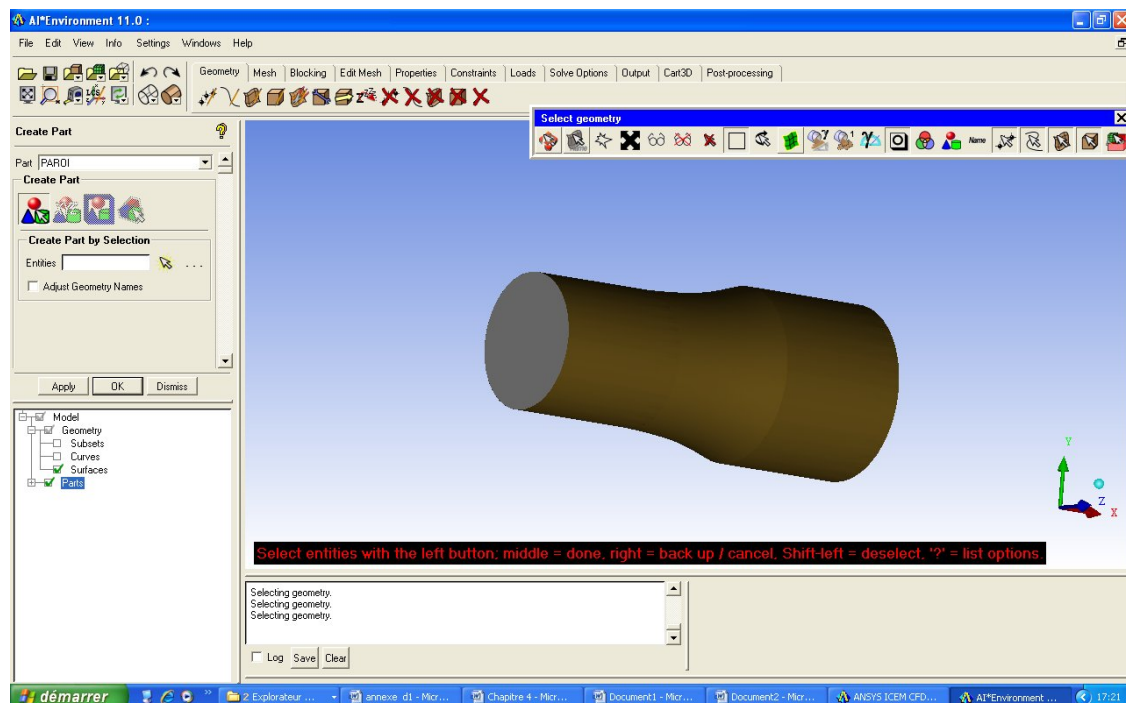 AI*Environment 11.0 :
File Edit View Info Settings Windows Help
Geometry Mesh Blocking Edit Mesh Properties Constraints Loads Solve Options Output Cart3D Post-processing
Select geometry
Name
Create Part
Part PAROI
Create Part
Create Part by Selection
Entities
...
Adjust Geometry Names
Apply OK Dismiss
Model
Geometry
Subsets
Curves
Surfaces
Parts
Y
Z
X
Select entities with the left button; middle = done, right = back up / cancel, Shift-left = deselect, '?' = list options.
Selecting geometry.
Selecting geometry.
Selecting geometry.
Log Save Clear
démarrer
2 Explorateur ... annexe d1 - Micr... Chapitre 4 - Micr... Document1 - Micr... Document2 - Micr... ANSYS ICEM CFD... AI*Environment ... 17:21